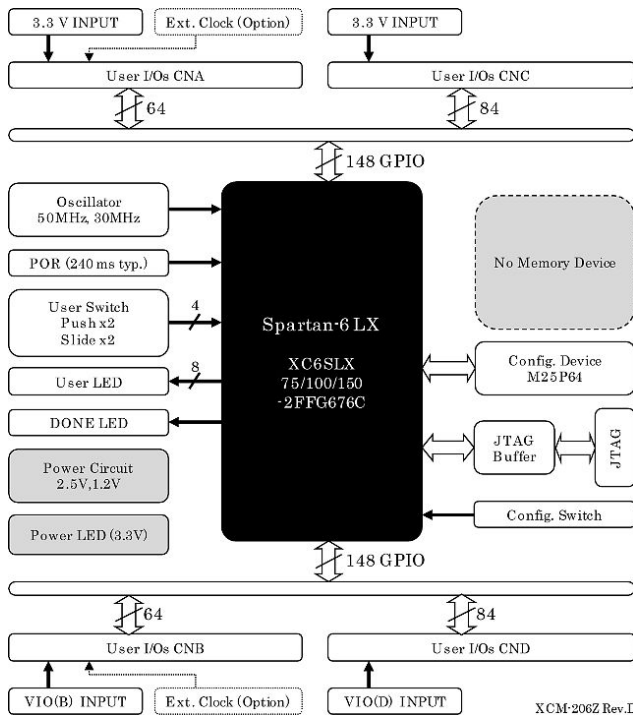 3.3 V INPUT
Ext. Clock (Option)
3.3 V INPUT
User I/Os CNA
User I/Os CNC
64
84
148 GPIO
Oscillator
50MHz, 30MHz
POR (240 ms typ.)
User Switch
Push x2
Slide x2
4
User LED
8
DONE LED
Power Circuit
2.5V,1.2V
Power LED (3.3V)
Spartan-6 LX
XC6SLX
75/100/150
-2FFG676C
No Memory Device
Config. Device
M25P64
JTAG
Buffer
JTAG
Config. Switch
148 GPIO
64
84
User I/Os CNB
User I/Os CND
VIO(B) INPUT
Ext. Clock (Option)
VIO(D) INPUT